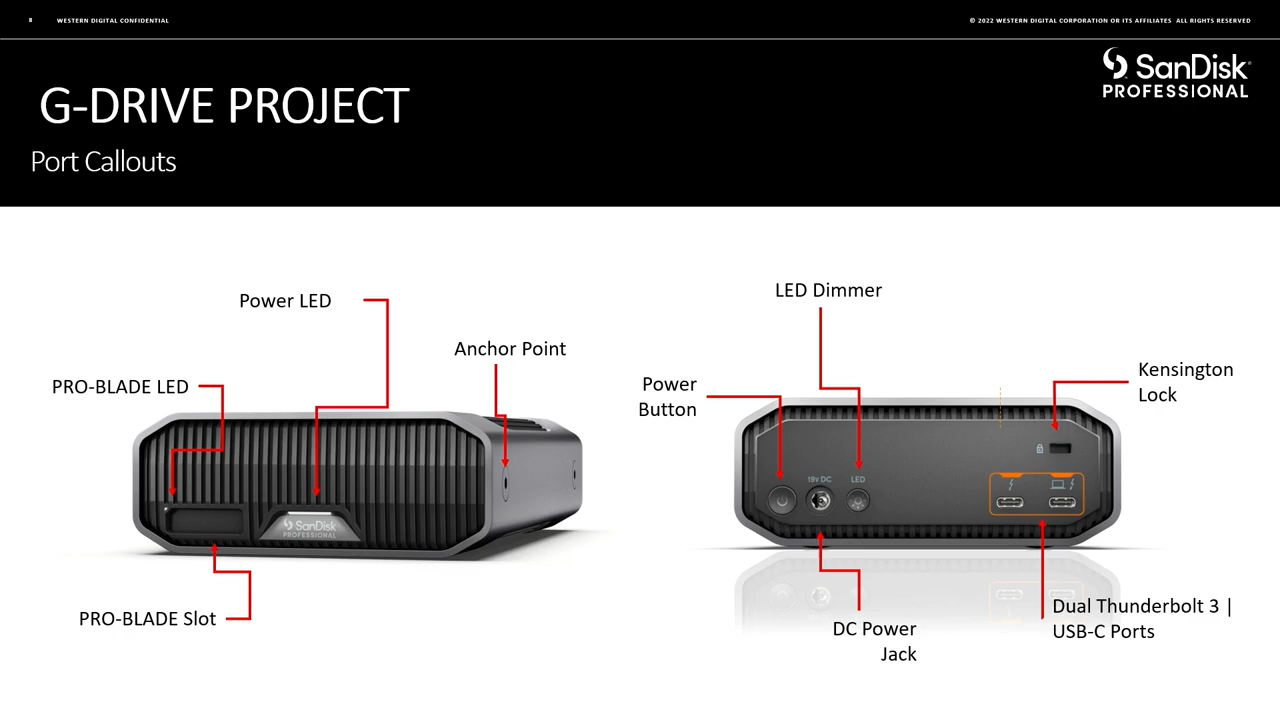 8 WESTERN DIGITAL CONFIDENTIAL
© 2022 WESTERN DIGITAL CORPORATION OR ITS AFFILIATES ALL RIGHTS RESERVED
SanDisk®
PROFESSIONAL
G-DRIVE PROJECT
Port Callouts
Power LED
Anchor Point
PRO-BLADE LED
SanDisk
PROFESSIONAL
PRO-BLADE Slot
LED Dimmer
Power
Button
Kensington
Lock
19v DC
LED
DC Power
Jack
Dual Thunderbolt 3 |
USB-C Ports